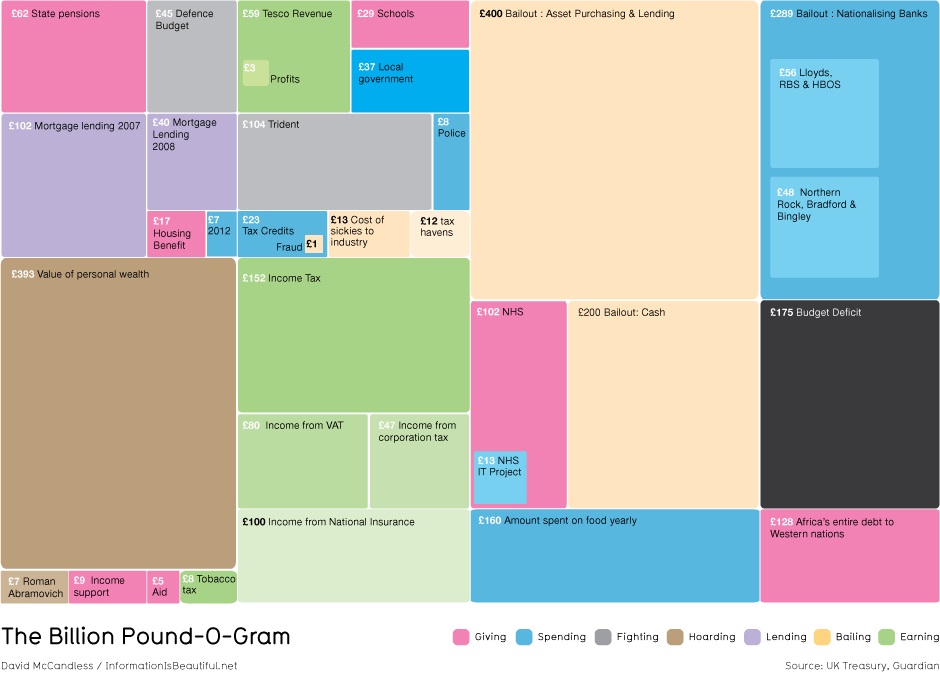 £62 State pensions
£45 Defence
Budget
£59 Tesco Revenue
£3
Profits
£29 Schools
£37 Local
government
£400 Bailout : Asset Purchasing & Lending
£289 Bailout : Nationalising Banks
£56 Lloyds,
RBS & HBOS
£48 Northern
Rock, Bradford &
Bingley
£102 Mortgage lending 2007
£40 Mortgage
Lending
2008
£104 Trident
£8
Police
£17
Housing
Benefit
£7
2012
£23
Tax Credits
Fraud £1
£13 Cost of
sickies to
industry
£12 tax
havens
£393 Value of personal wealth
£152 Income Tax
£102 NHS
£13 NHS
IT Project
£200 Bailout: Cash
£175 Budget Deficit
£80 Income from VAT
£47 Income from
corporation tax
£100 Income from National Insurance
£160 Amount spent on food yearly
£128 Africa's entire debt to
Western nations
£7 Roman
Abramovich
£9 Income
support
£5
Aid
£8 Tobacco
tax
The Billion Pound-O-Gram
Giving Spending Fighting Hoarding Lending Bailing Earning
David McCandless / InformationIsBeautiful.net
Source: UK Treasury, Guardian